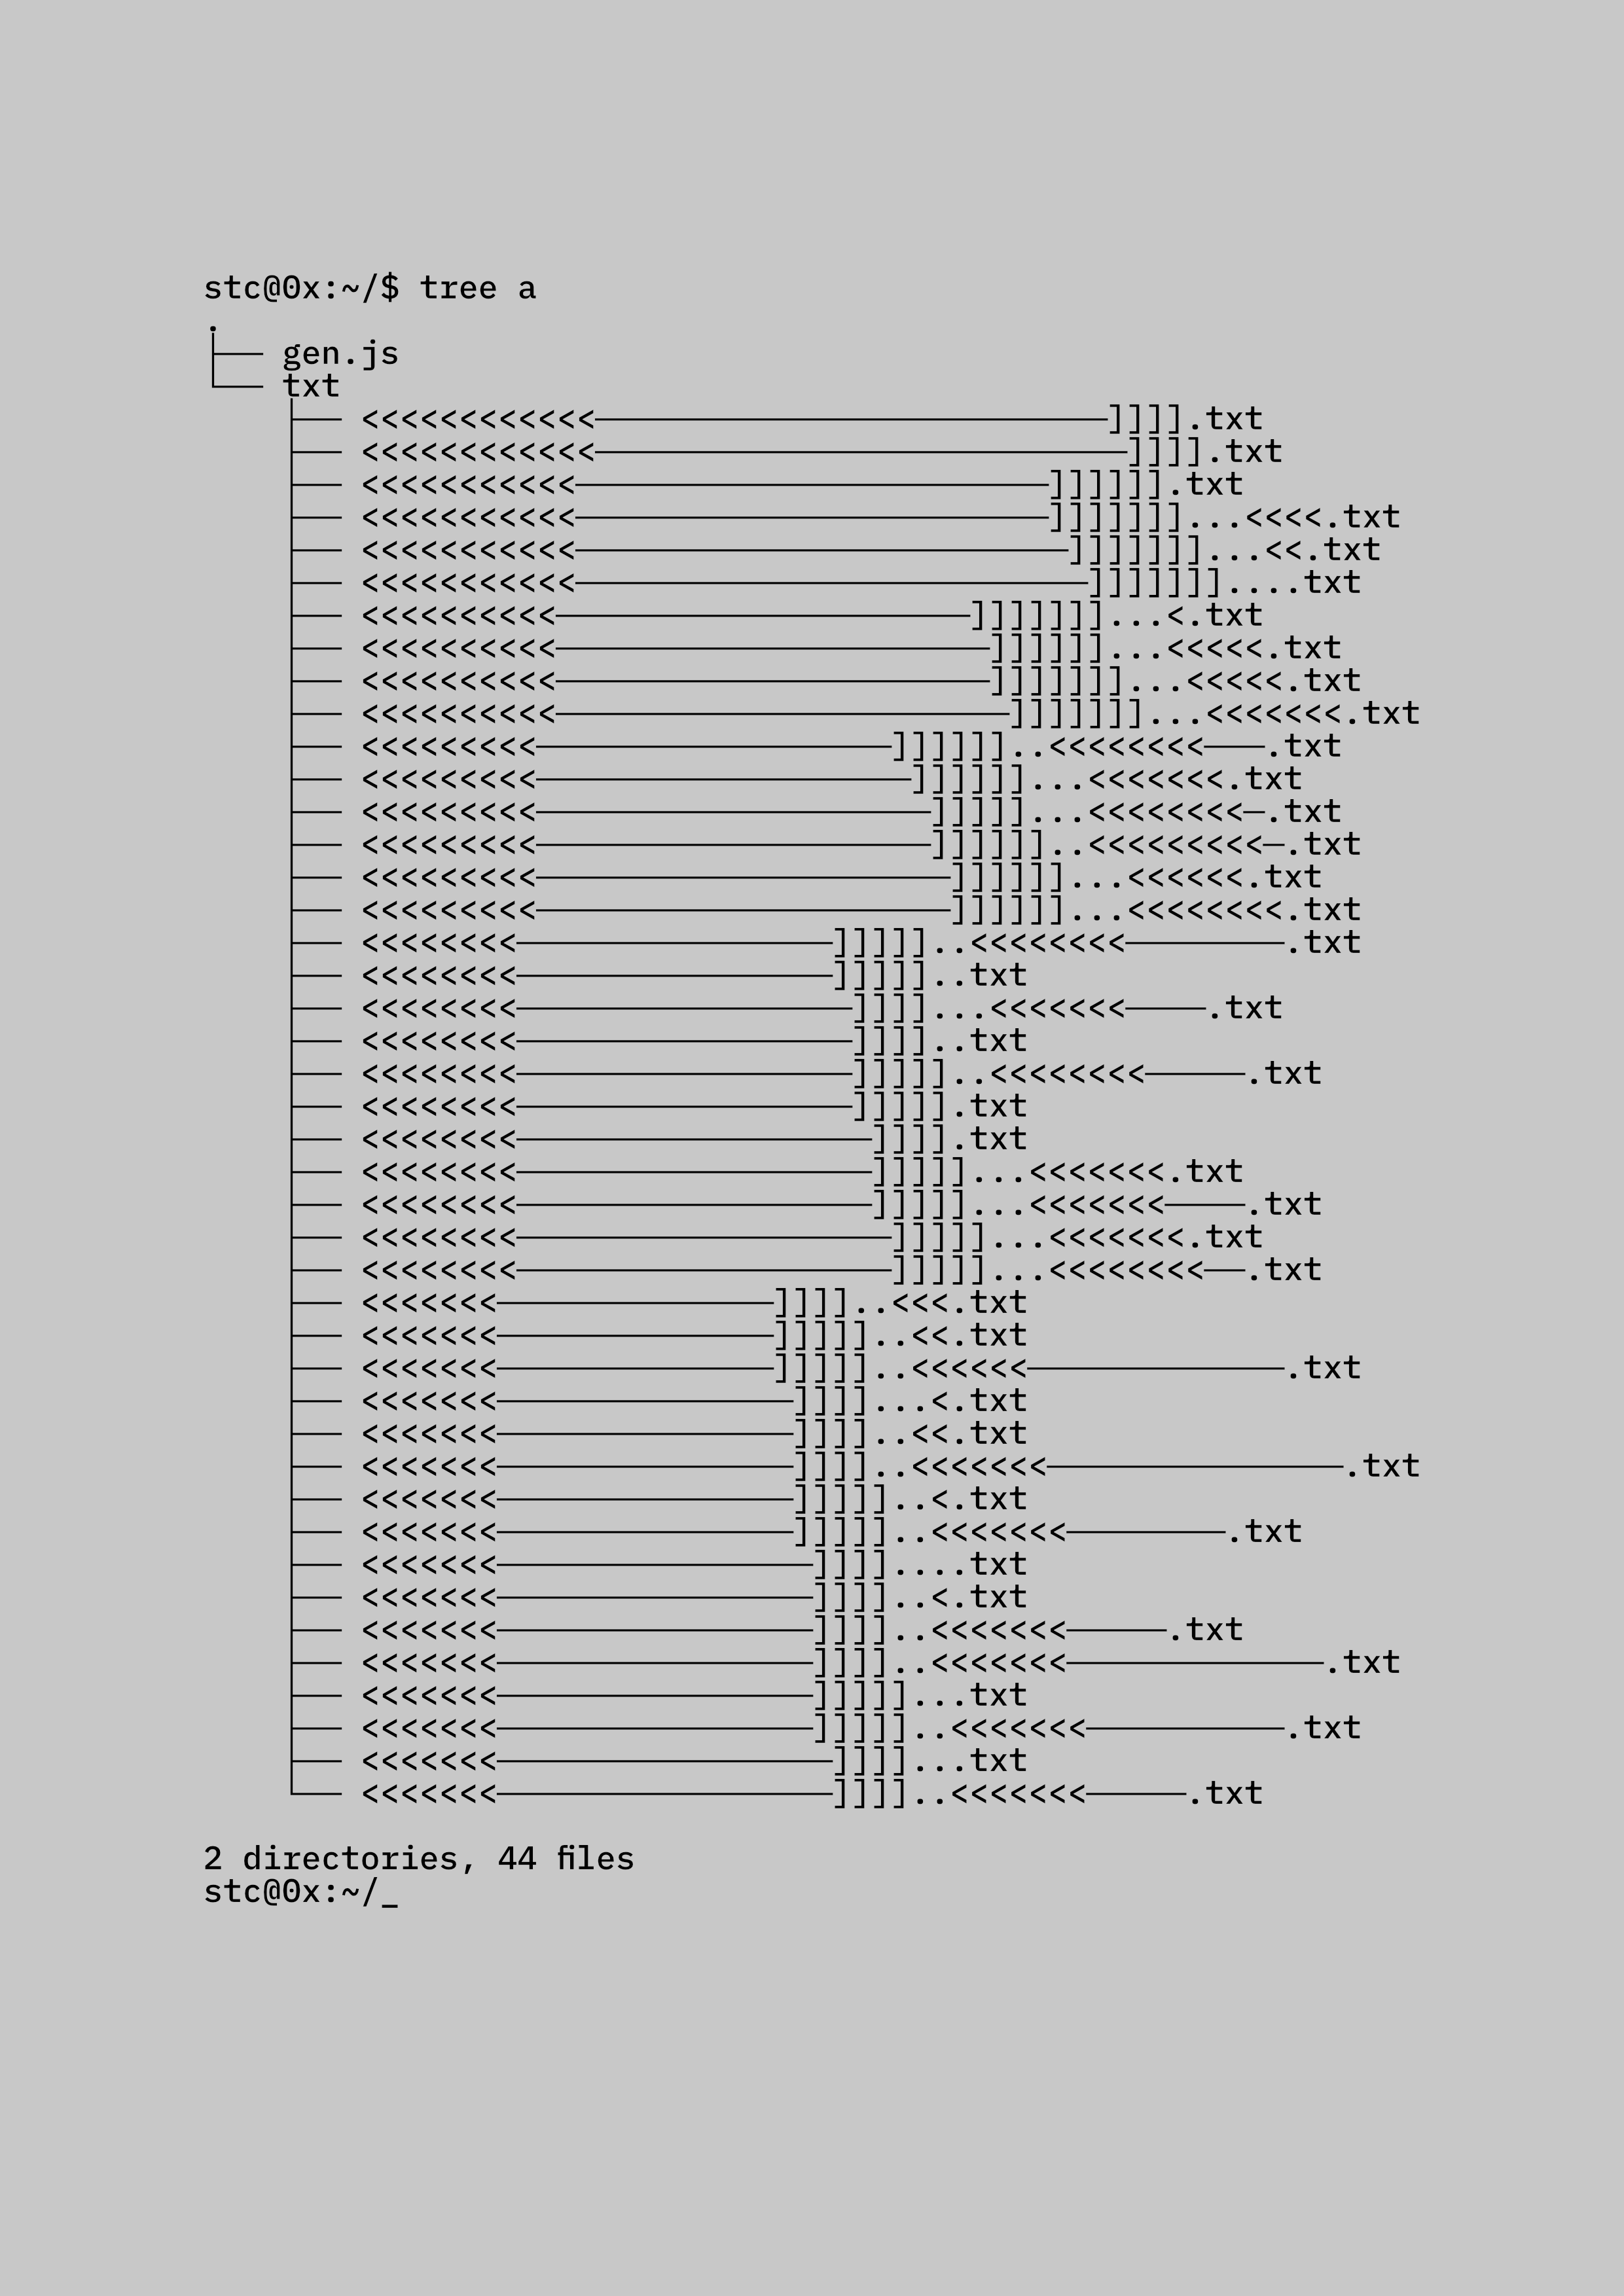 stc@0x:~/$ tree a
.
├── gen.js
└── txt
    ├── <<<<<<<<<<<<──────────────────────────]]]].txt
    ├── <<<<<<<<<<<<───────────────────────────]]]].txt
    ├── <<<<<<<<<<<────────────────────────]]]]]].txt
    ├── <<<<<<<<<<<────────────────────────]]]]]]]...<<<<.txt
    ├── <<<<<<<<<<<─────────────────────────]]]]]]]...<<.txt
    ├── <<<<<<<<<<<──────────────────────────]]]]]]]....txt
    ├── <<<<<<<<<<─────────────────────]]]]]]]...<.txt
    ├── <<<<<<<<<<──────────────────────]]]]]]...<<<<<.txt
    ├── <<<<<<<<<<──────────────────────]]]]]]]...<<<<<.txt
    ├── <<<<<<<<<<───────────────────────]]]]]]]...<<<<<<<.txt
    ├── <<<<<<<<<──────────────────]]]]]]..<<<<<<<<───.txt
    ├── <<<<<<<<<───────────────────]]]]]]...<<<<<<<.txt
    ├── <<<<<<<<<────────────────────]]]]]...<<<<<<<<─.txt
    ├── <<<<<<<<<────────────────────]]]]]]..<<<<<<<<<─.txt
    ├── <<<<<<<<<─────────────────────]]]]]]...<<<<<<.txt
    ├── <<<<<<<<<─────────────────────]]]]]]...<<<<<<<<.txt
    ├── <<<<<<<<────────────────]]]]]..<<<<<<<<────────.txt
    ├── <<<<<<<<────────────────]]]]]..txt
    ├── <<<<<<<<─────────────────]]]]...<<<<<<<────.txt
    ├── <<<<<<<<─────────────────]]]]..txt
    ├── <<<<<<<<─────────────────]]]]]..<<<<<<<<─────.txt
    ├── <<<<<<<<─────────────────]]]]].txt
    ├── <<<<<<<<──────────────────]]]].txt
    ├── <<<<<<<<──────────────────]]]]]...<<<<<<<.txt
    ├── <<<<<<<<──────────────────]]]]]...<<<<<<<────.txt
    ├── <<<<<<<<───────────────────]]]]]...<<<<<<<.txt
    ├── <<<<<<<<───────────────────]]]]]...<<<<<<<<──.txt
    ├── <<<<<<<──────────────]]]]..<<<.txt
    ├── <<<<<<<──────────────]]]]]..<<.txt
    ├── <<<<<<<──────────────]]]]]..<<<<<<─────────────.txt
    ├── <<<<<<<───────────────]]]]...<.txt
    ├── <<<<<<<───────────────]]]]..<<.txt
    ├── <<<<<<<───────────────]]]]..<<<<<<<───────────────.txt
    ├── <<<<<<<───────────────]]]]]..<.txt
    ├── <<<<<<<───────────────]]]]]..<<<<<<<────────.txt
    ├── <<<<<<<────────────────]]]]....txt
    ├── <<<<<<<────────────────]]]]..<.txt
    ├── <<<<<<<────────────────]]]]..<<<<<<<─────.txt
    ├── <<<<<<<────────────────]]]]..<<<<<<<─────────────.txt
    ├── <<<<<<<────────────────]]]]]...txt
    ├── <<<<<<<────────────────]]]]]..<<<<<<<──────────.txt
    ├── <<<<<<<─────────────────]]]]...txt
    └── <<<<<<<─────────────────]]]]..<<<<<<<─────.txt
2 directories, 44 files
stc@0x:~/_